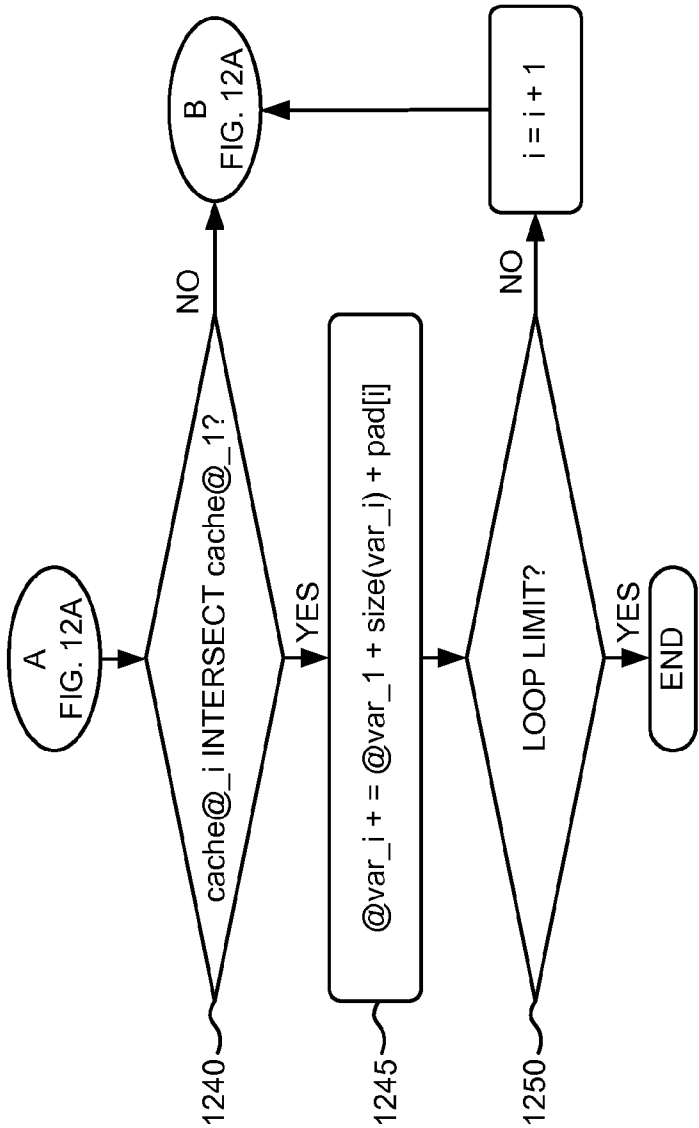 A
FIG. 12A
1240
cache@_i INTERSECT cache@_1?
NO
B
FIG. 12A
YES
1245
@var_i + = @var_1 + size(var_i) + pad[i]
1250
LOOP LIMIT?
NO
i = i + 1
YES
END